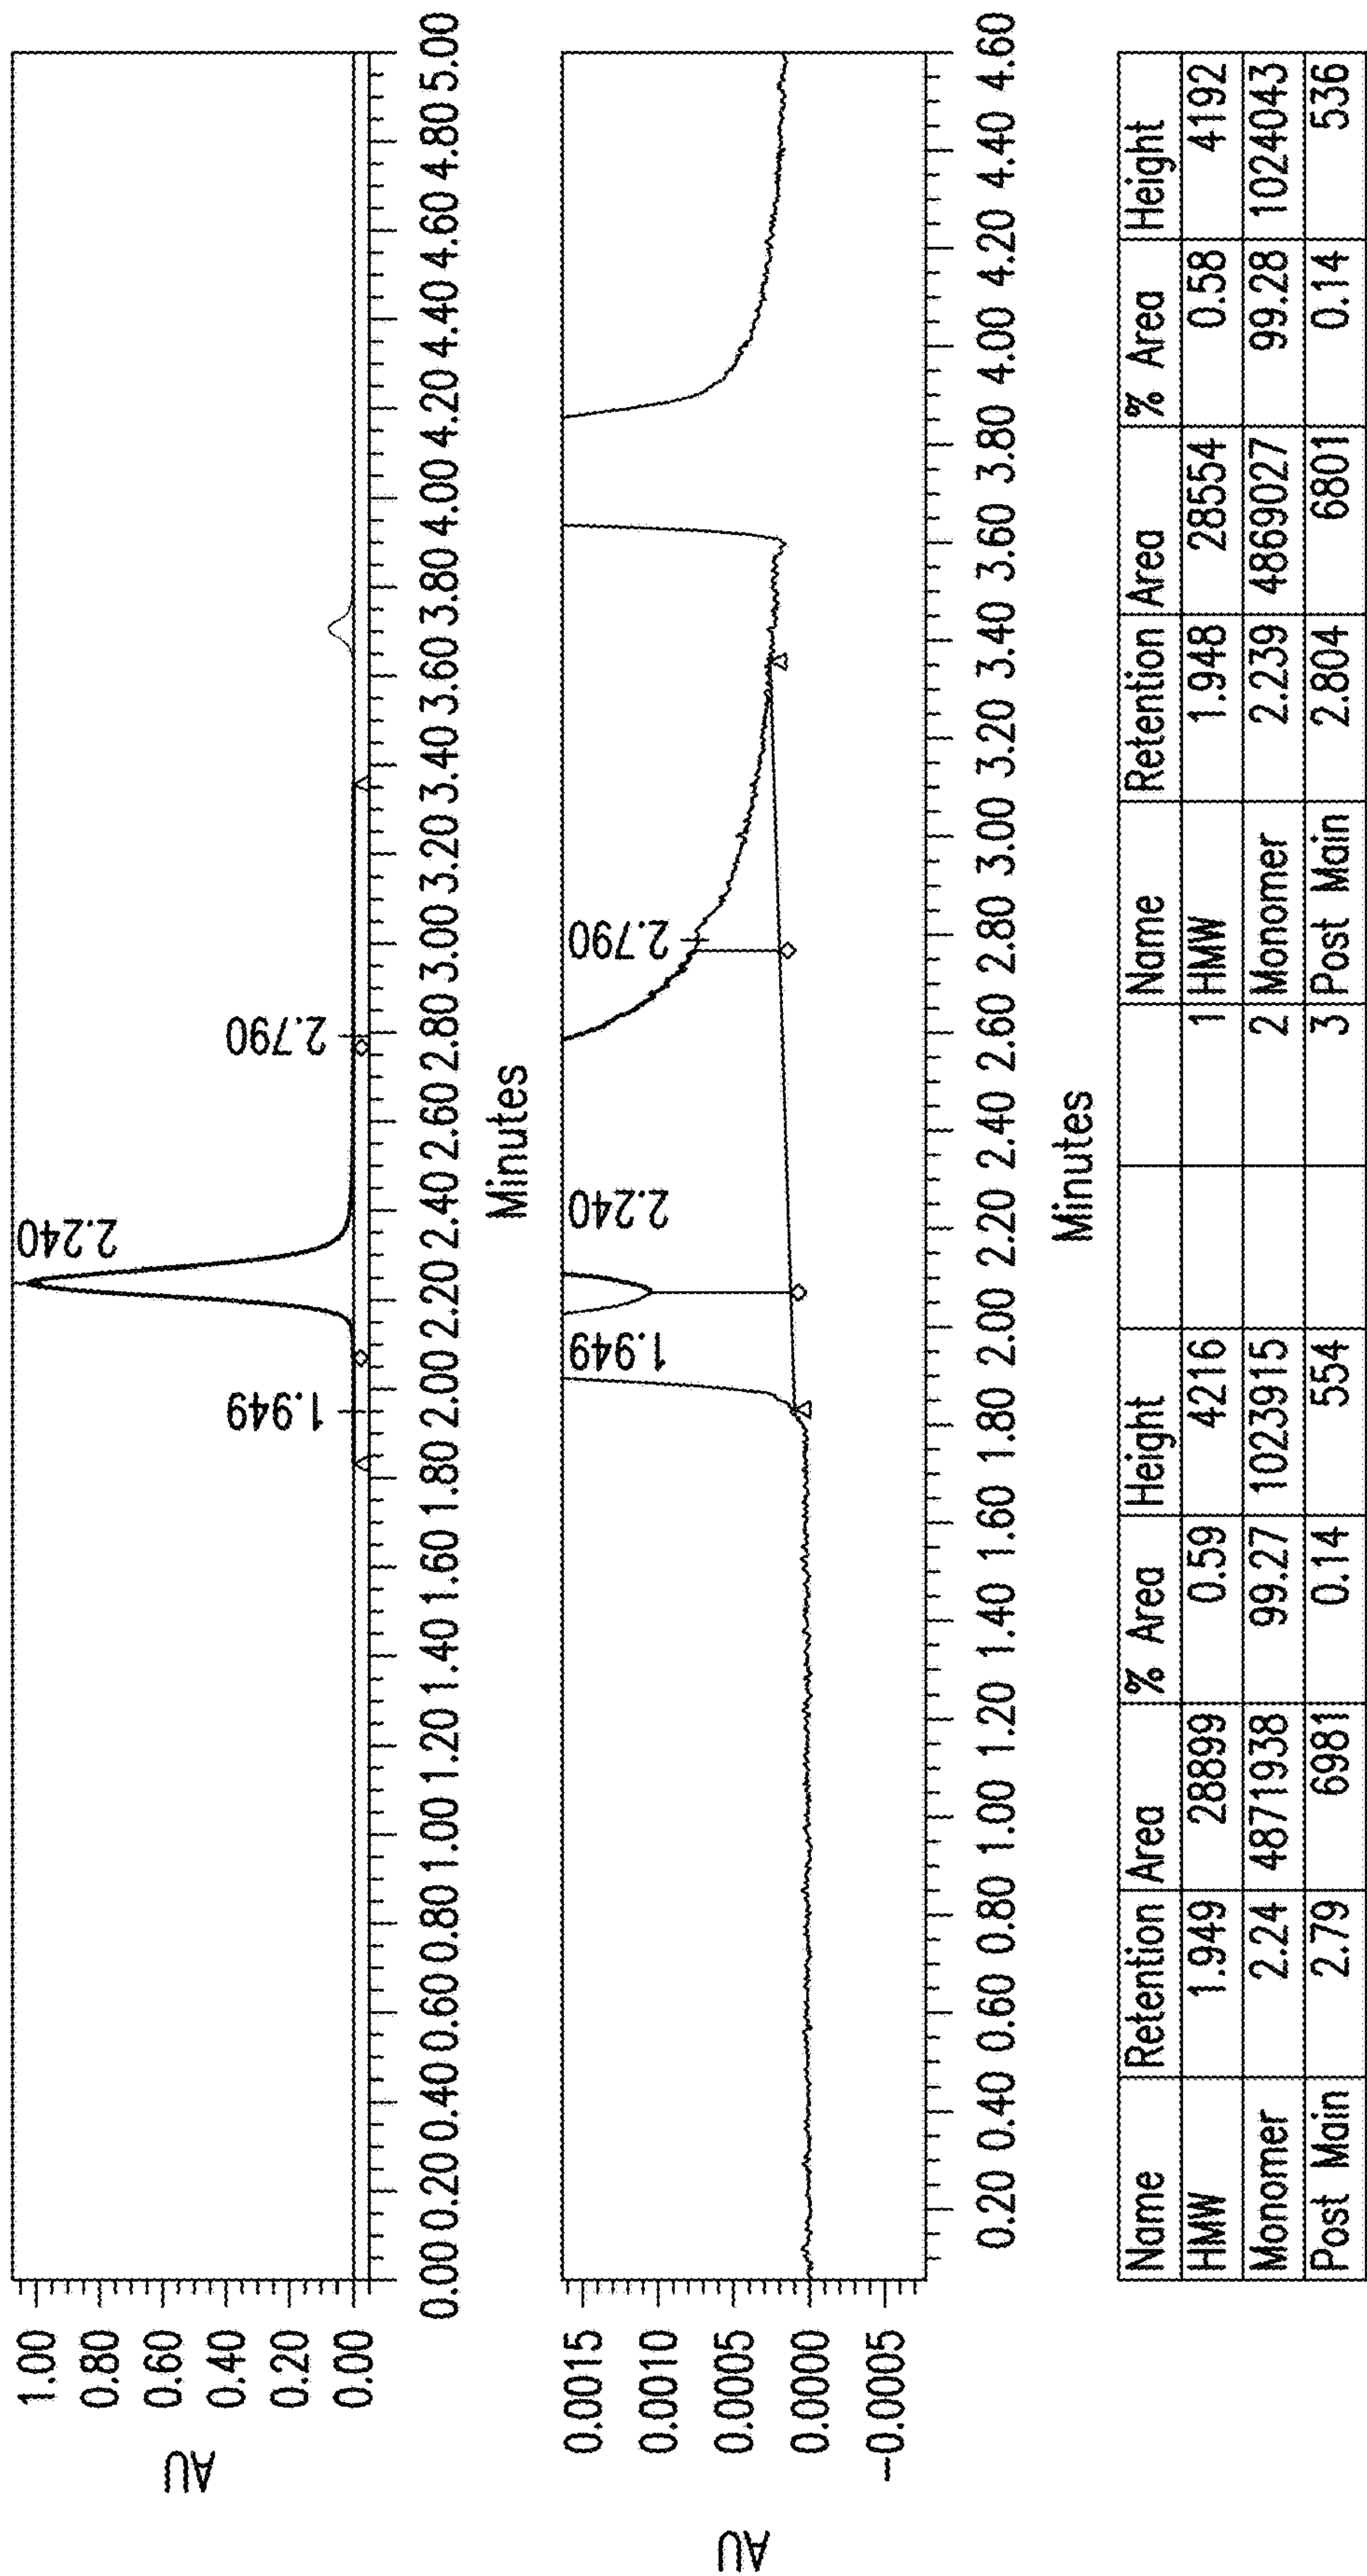 AU
1.00
0.80
0.60
0.40
0.20
0.00
2.240
1.949
2.790
0.00 0.20 0.40 0.60 0.80 1.00 1.20 1.40 1.60 1.80 2.00 2.20 2.40 2.60 2.80 3.00 3.20 3.40 3.60 3.80 4.00 4.20 4.40 4.60 4.80 5.00
Minutes
AU
0.0015
0.0010
0.0005
0.0000
-0.0005
1.949
2.240
2.790
0.20 0.40 0.60 0.80 1.00 1.20 1.40 1.60 1.80 2.00 2.20 2.40 2.60 2.80 3.00 3.20 3.40 3.60 3.80 4.00 4.20 4.40 4.60
Minutes
Name Retention Area % Area Height Name Retention Area % Area Height
HMW 1.949 28899 0.59 4216 1 HMW 1.948 28554 0.58 4192
Monomer 2.24 4871938 99.27 1023915 2 Monomer 2.239 4869027 99.28 1024043
Post Main 2.79 6981 0.14 554 3 Post Main 2.804 6801 0.14 536